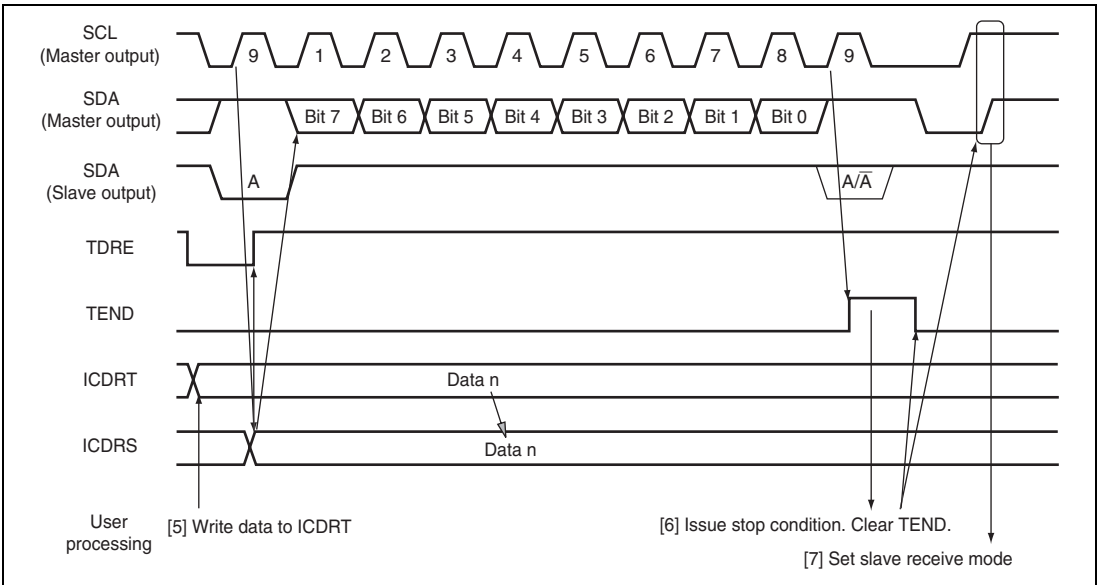 SCL
(Master output)
9 1 2 3 4 5 6 7 8 9
SDA
(Master output)
Bit 7 Bit 6 Bit 5 Bit 4 Bit 3 Bit 2 Bit 1 Bit 0
SDA
(Slave output)
A A/A̅
TDRE
TEND
ICDRT
Data n
ICDRS
Data n
User
processing
[5] Write data to ICDRT
[6] Issue stop condition. Clear TEND.
[7] Set slave receive mode